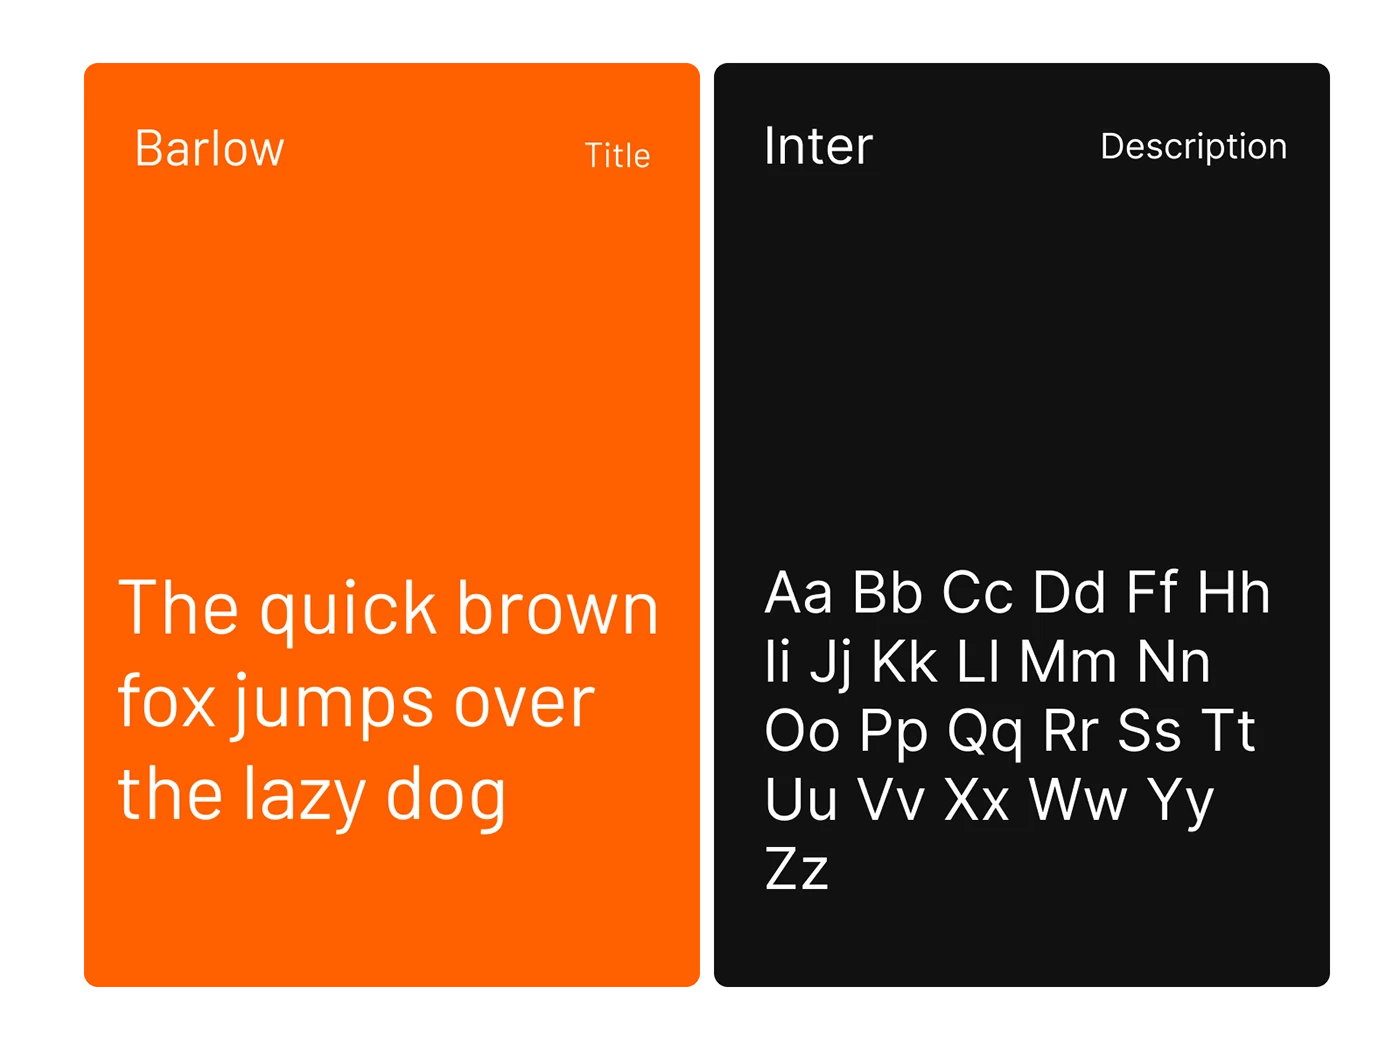 Barlow
Title
The quick brown
fox jumps over
the lazy dog
Inter
Description
Aa Bb Cc Dd Ff Hh
Ii Jj Kk Ll Mm Nn
Oo Pp Qq Rr Ss Tt
Uu Vv Xx Ww Yy
Zz